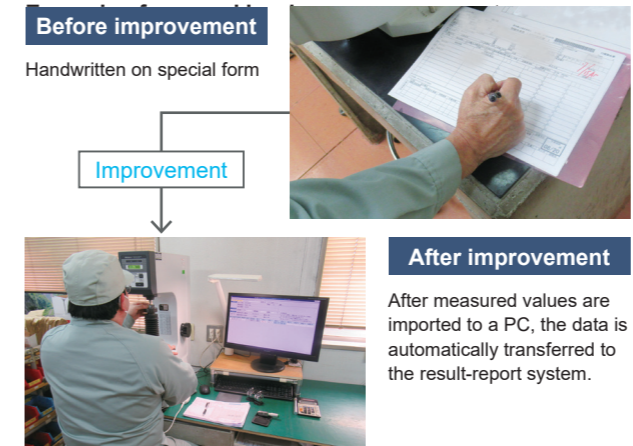 Before improvement
Handwritten on special form
Improvement
After improvement
After measured values are
imported to a PC, the data is
automatically transferred to
the result-report system.